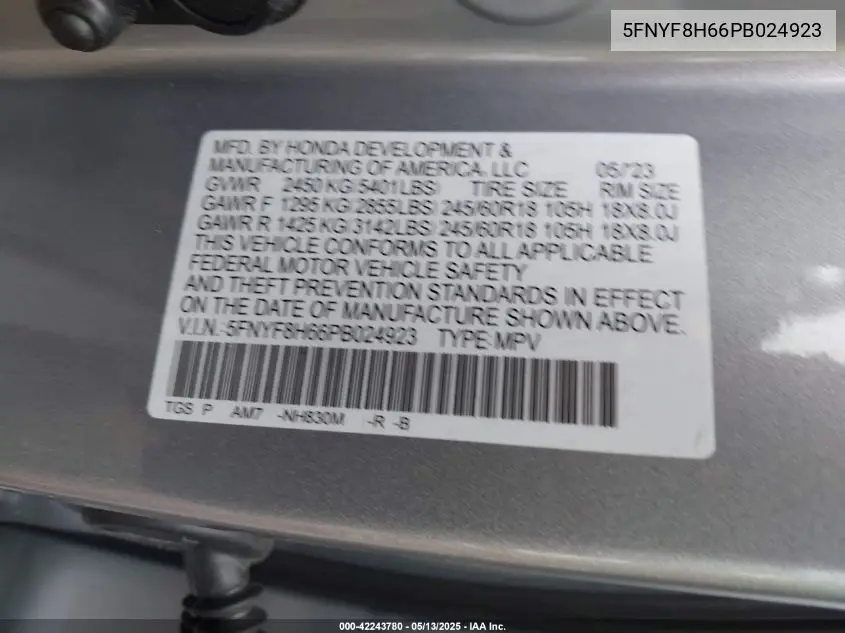 5FNYF8H66PB024923
MFD. BY HONDA DEVELOPMENT &
MANUFACTURING OF AMERICA, LLC 05/'23
GVWR 2450 KG(5401LBS) TIRE SIZE RIM SIZE
GAWR F 1295 KG(2855LBS) 245/60R18 105H 18X8.0J
GAWR R 1425 KG(3142LBS) 245/60R18 105H 18X8.0J
THIS VEHICLE CONFORMS TO ALL APPLICABLE
FEDERAL MOTOR VEHICLE SAFETY
AND THEFT PREVENTION STANDARDS IN EFFECT
ON THE DATE OF MANUFACTURE SHOWN ABOVE.
V.I.N.:5FNYF8H66PB024923 TYPE:MPV
TGS P AM7 -NH830M -R -B
000-42243780 - 05/13/2025 - IAA Inc.